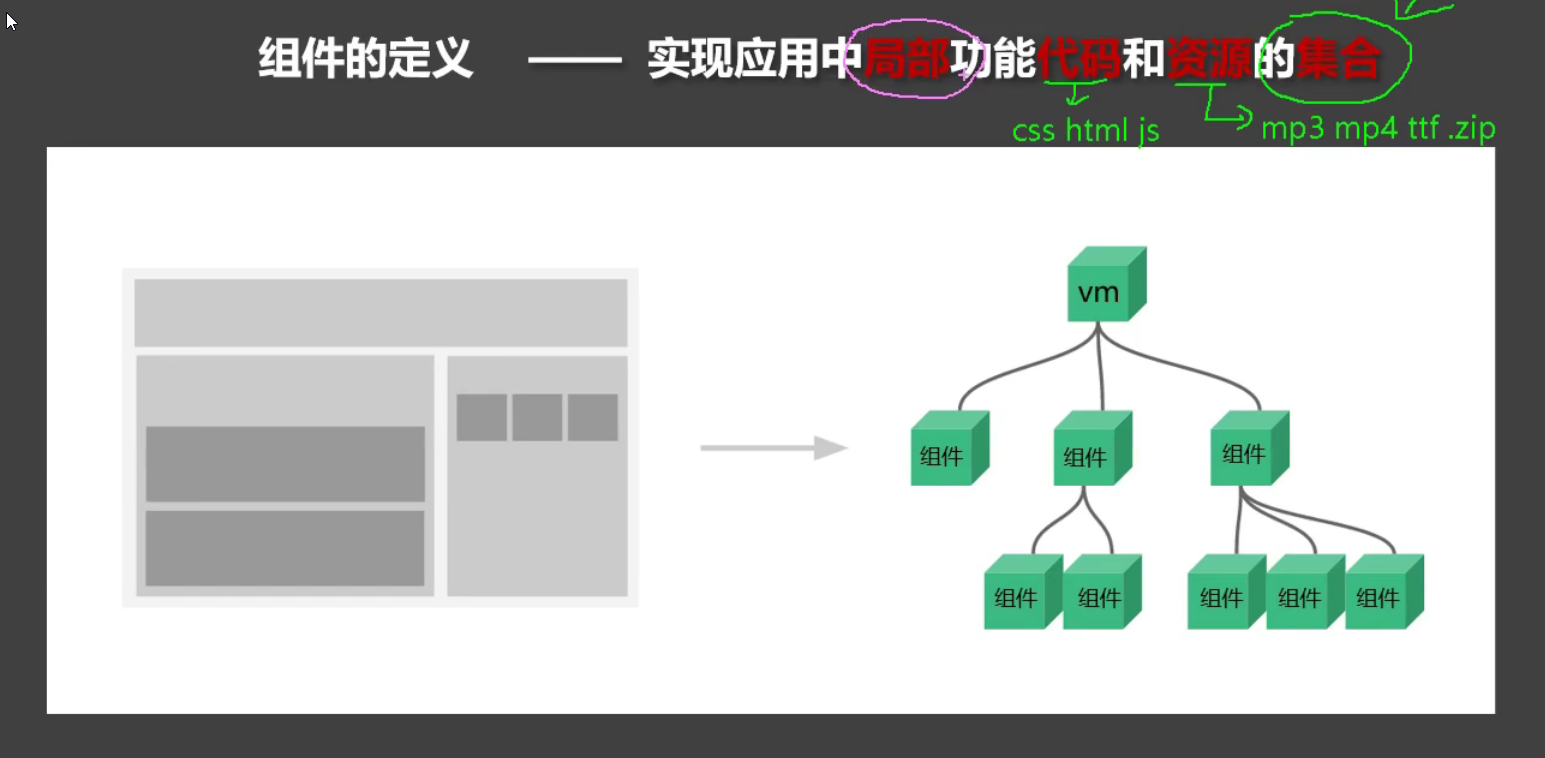 组件的定义 —— 实现应用中局部功能代码和资源的集合
css html js mp3 mp4 ttf .zip
vm
组件 组件 组件
组件 组件 组件 组件 组件